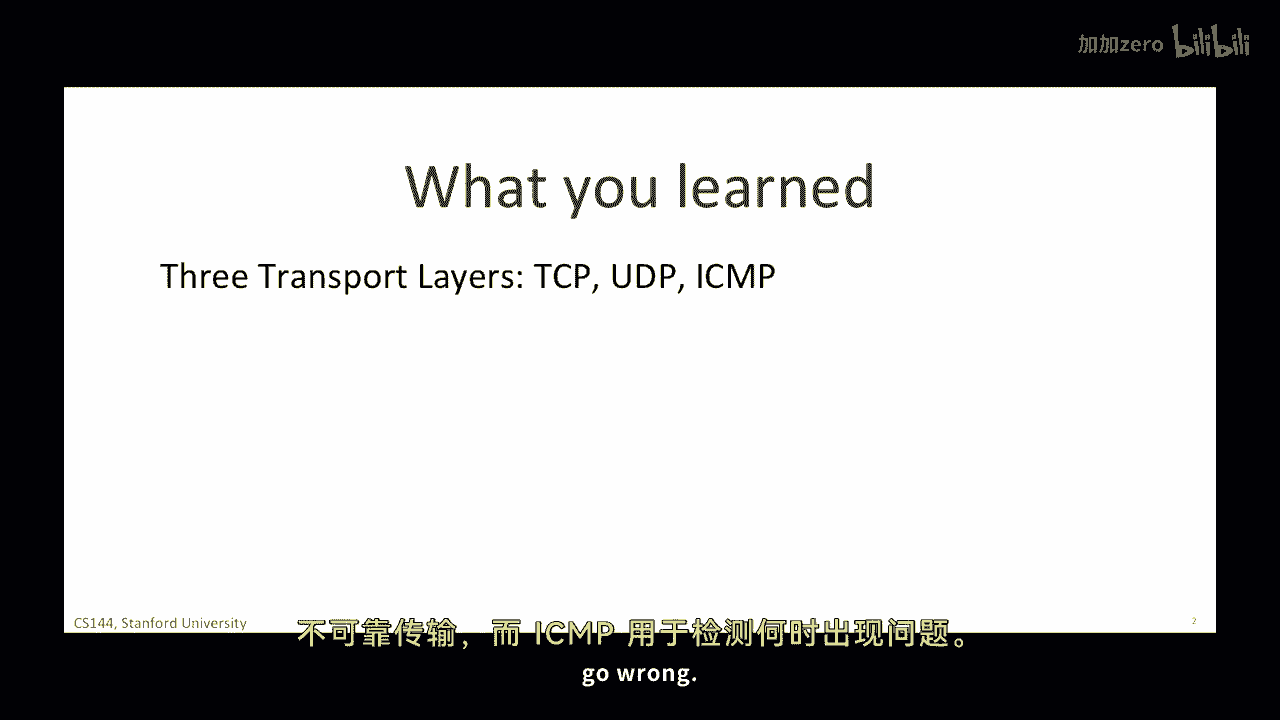 加加zero bilibili
What you learned
Three Transport Layers: TCP, UDP, ICMP
CS144, Stanford University
2
不可靠传输，而 ICMP 用于检测何时出现问题。
go wrong.